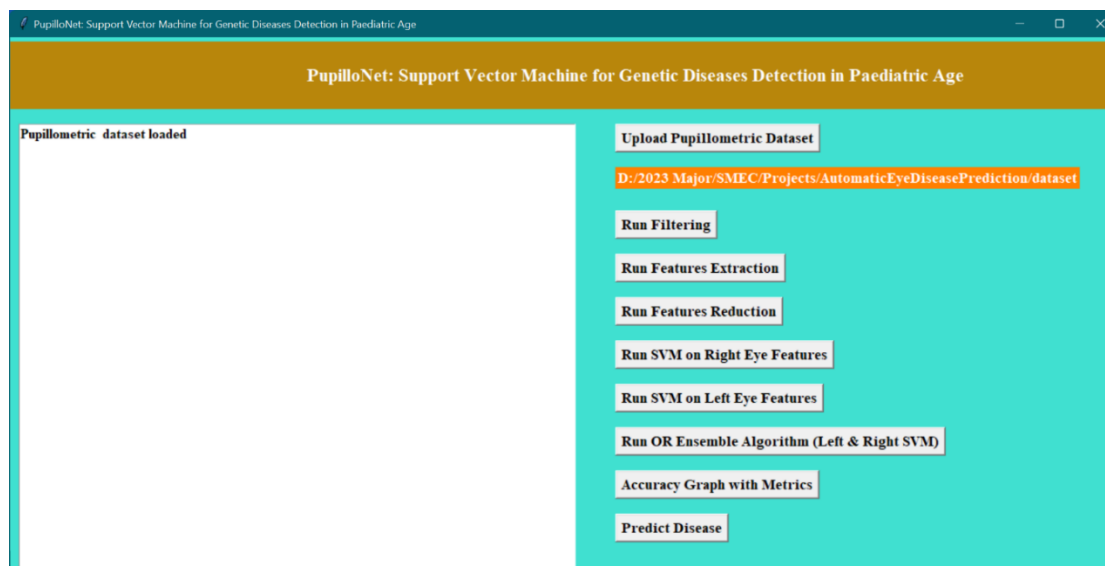 PupilloNet: Support Vector Machine for Genetic Diseases Detection in Paediatric Age
PupilloNet: Support Vector Machine for Genetic Diseases Detection in Paediatric Age
Pupillometric  dataset loaded
Upload Pupillometric Dataset
D:/2023 Major/SMEC/Projects/AutomaticEyeDiseasePrediction/dataset
Run Filtering
Run Features Extraction
Run Features Reduction
Run SVM on Right Eye Features
Run SVM on Left Eye Features
Run OR Ensemble Algorithm (Left & Right SVM)
Accuracy Graph with Metrics
Predict Disease